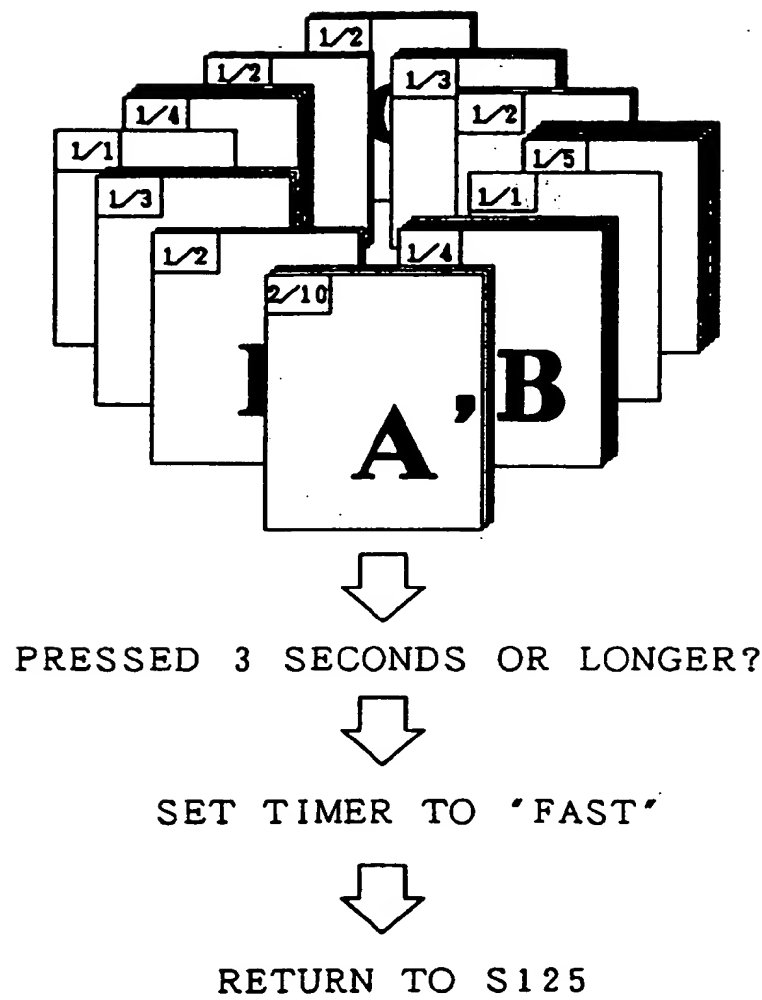 1/2
1/2
1/3
1/4
1/2
1/1
1/5
1/3
1/1
1/2
1/4
2/10
A
, B
PRESSED 3 SECONDS OR LONGER?
SET TIMER TO "FAST"
RETURN TO S125